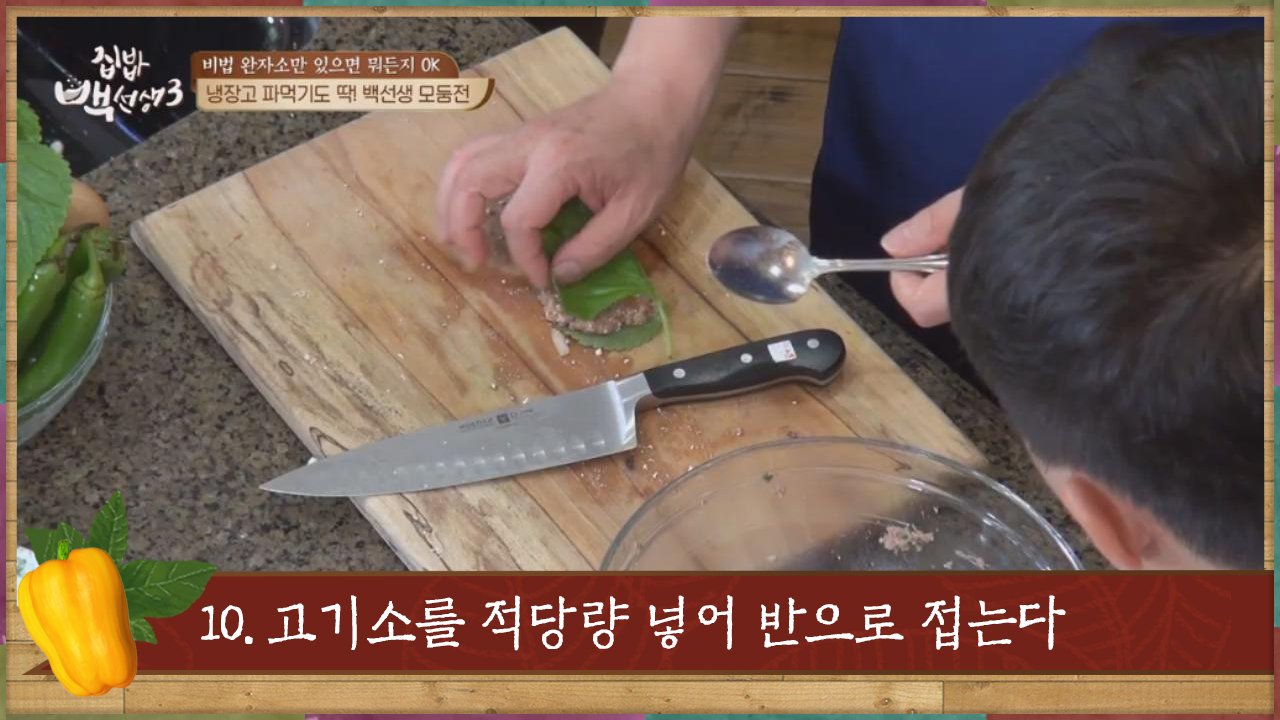 집밥
백선생3
비법 완자소만 있으면 뭐든지 OK
냉장고 파먹기도 딱! 백선생 모둠전
10. 고기소를 적당량 넣어 반으로 접는다